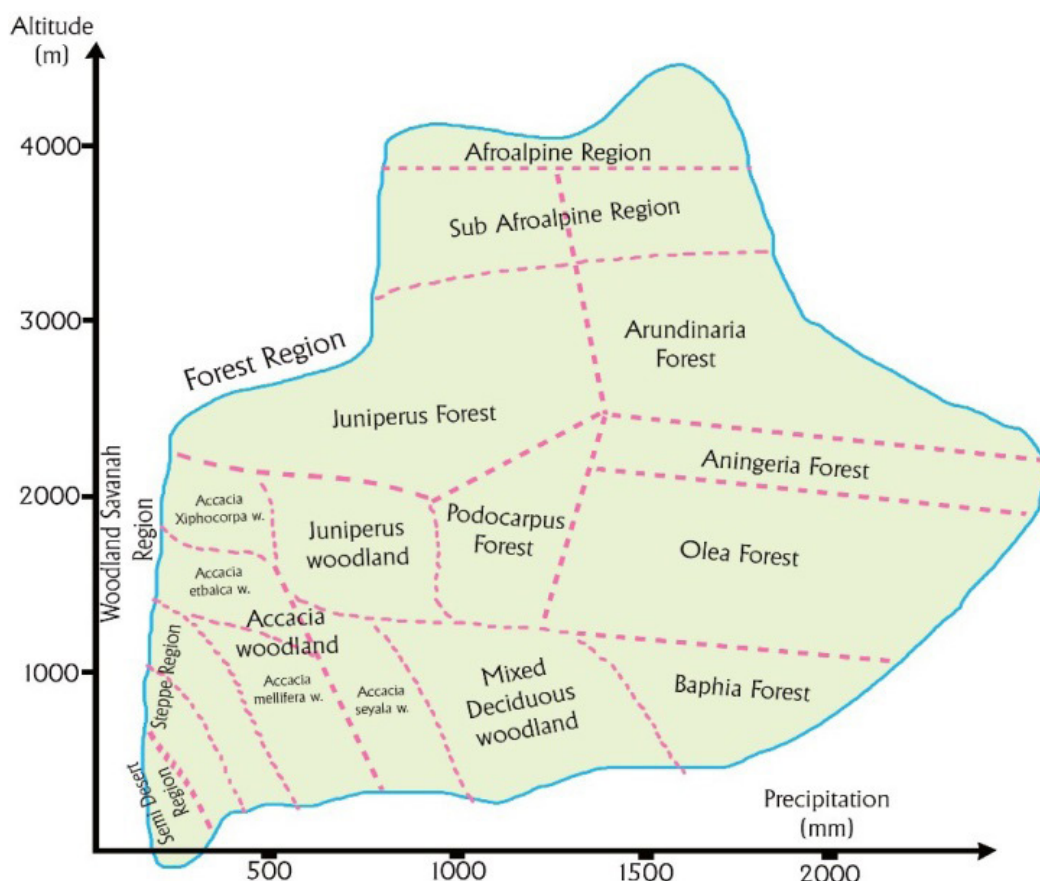 Altitude
(m)
4000
3000
2000
1000
Afroalpine Region
Sub Afroalpine Region
Arundinaria
Forest
Forest Region
Juniperus Forest
Aningeria Forest
Woodland Savanah
Region
Accacia
Xiphocorpa w.
Juniperus
woodland
Podocarpus
Forest
Olea Forest
Accacia
etbaica w.
Accacia
woodland
Steppe Region
Accacia
mellifera w.
Accacia
seyala w.
Mixed
Deciduous
woodland
Baphia Forest
Semi Desert
Region
Precipitation
(mm)
500
1000
1500
2000